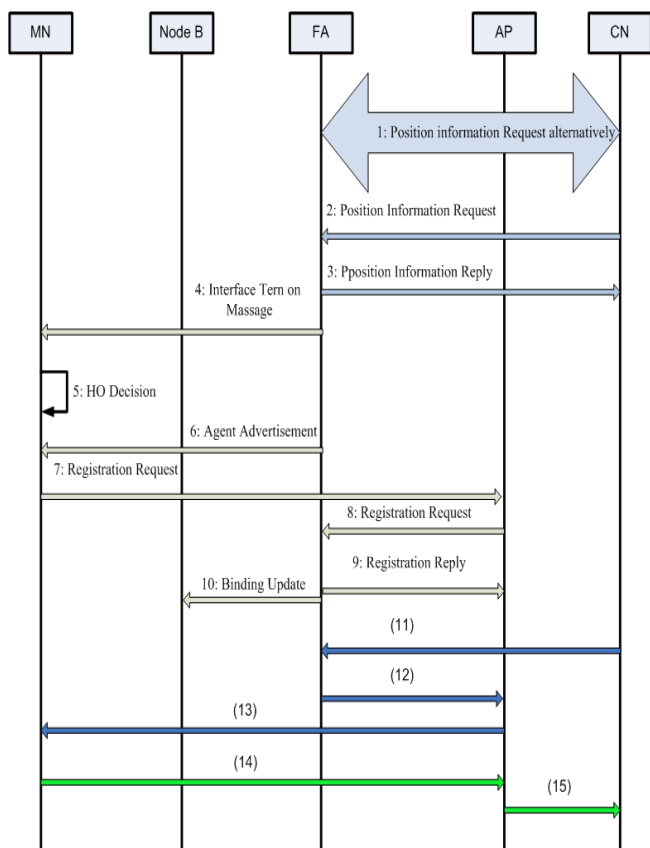 MN
Node B
FA
AP
CN
1: Position information Request alternatively
2: Position Information Request
3: Pposition Information Reply
4: Interface Tern on
Massage
5: HO Decision
6: Agent Advertisement
7: Registration Request
8: Registration Request
9: Registration Reply
10: Binding Update
(11)
(12)
(13)
(14)
(15)